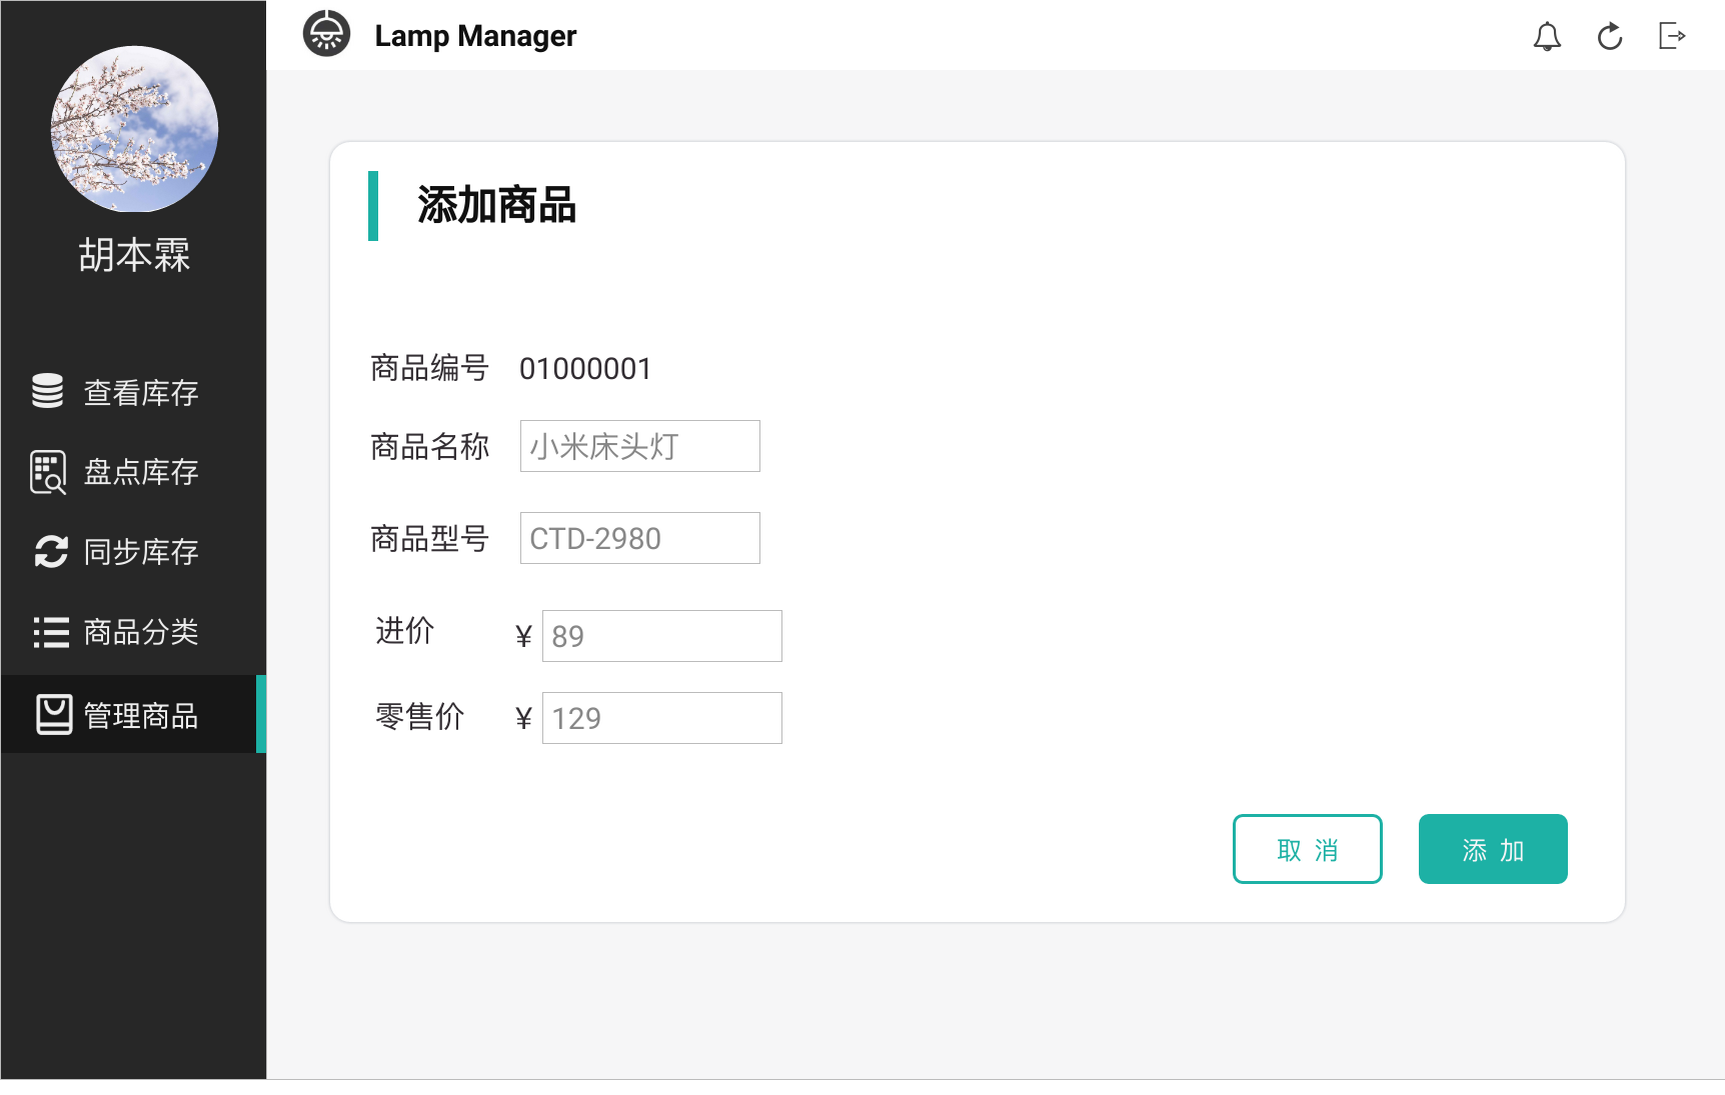 Lamp Manager
胡本霖
查看库存
盘点库存
同步库存
商品分类
管理商品
添加商品
商品编号 01000001
商品名称 小米床头灯
商品型号 CTD-2980
进价 ¥ 89
零售价 ¥ 129
取 消 添 加